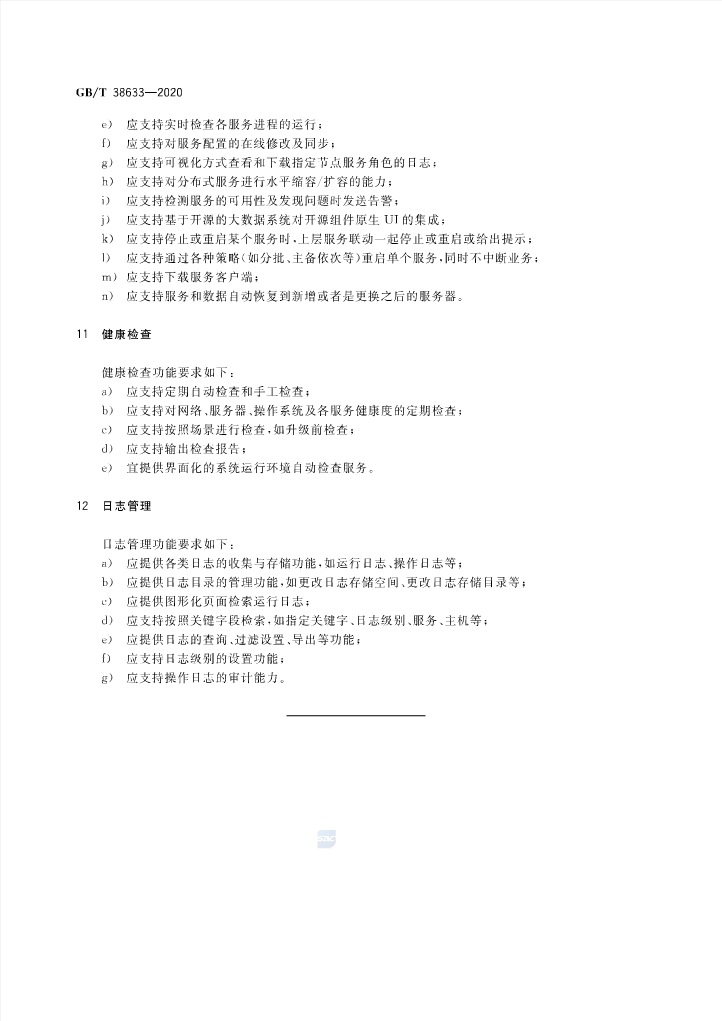 GB/T 38633—2020
e） 应支持实时检查各服务进程的运行；
f） 应支持对服务配置的在线修改及同步；
g） 应支持可视化方式查看和下载指定节点服务角色的日志；
h） 应支持对分布式服务进行水平缩容/扩容的能力；
i） 应支持检测服务的可用性及发现问题时发送告警；
j） 应支持基于开源的大数据系统对开源组件原生 UI 的集成；
k） 应支持停止或重启某个服务时，上层服务联动一起停止或重启或给出提示；
l） 应支持通过各种策略（如分批、主备依次等）重启单个服务，同时不中断业务；
m） 应支持下载服务客户端；
n） 应支持服务和数据自动恢复到新增或者是更换之后的服务器。
11 健康检查
健康检查功能要求如下：
a） 应支持定期自动检查和手工检查；
b） 应支持对网络、服务器、操作系统及各服务健康度的定期检查；
c） 应支持按照场景进行检查，如升级前检查；
d） 应支持输出检查报告；
e） 宜提供界面化的系统运行环境自动检查服务。
12 日志管理
日志管理功能要求如下：
a） 应提供各类日志的收集与存储功能，如运行日志、操作日志等；
b） 应提供日志目录的管理功能，如更改日志存储空间、更改日志存储目录等；
c） 应提供图形化页面检索运行日志；
d） 应支持按照关键字段检索，如指定关键字、日志级别、服务、主机等；
e） 应提供日志的查询、过滤设置、导出等功能；
f） 应支持日志级别的设置功能；
g） 应支持操作日志的审计能力。
sac